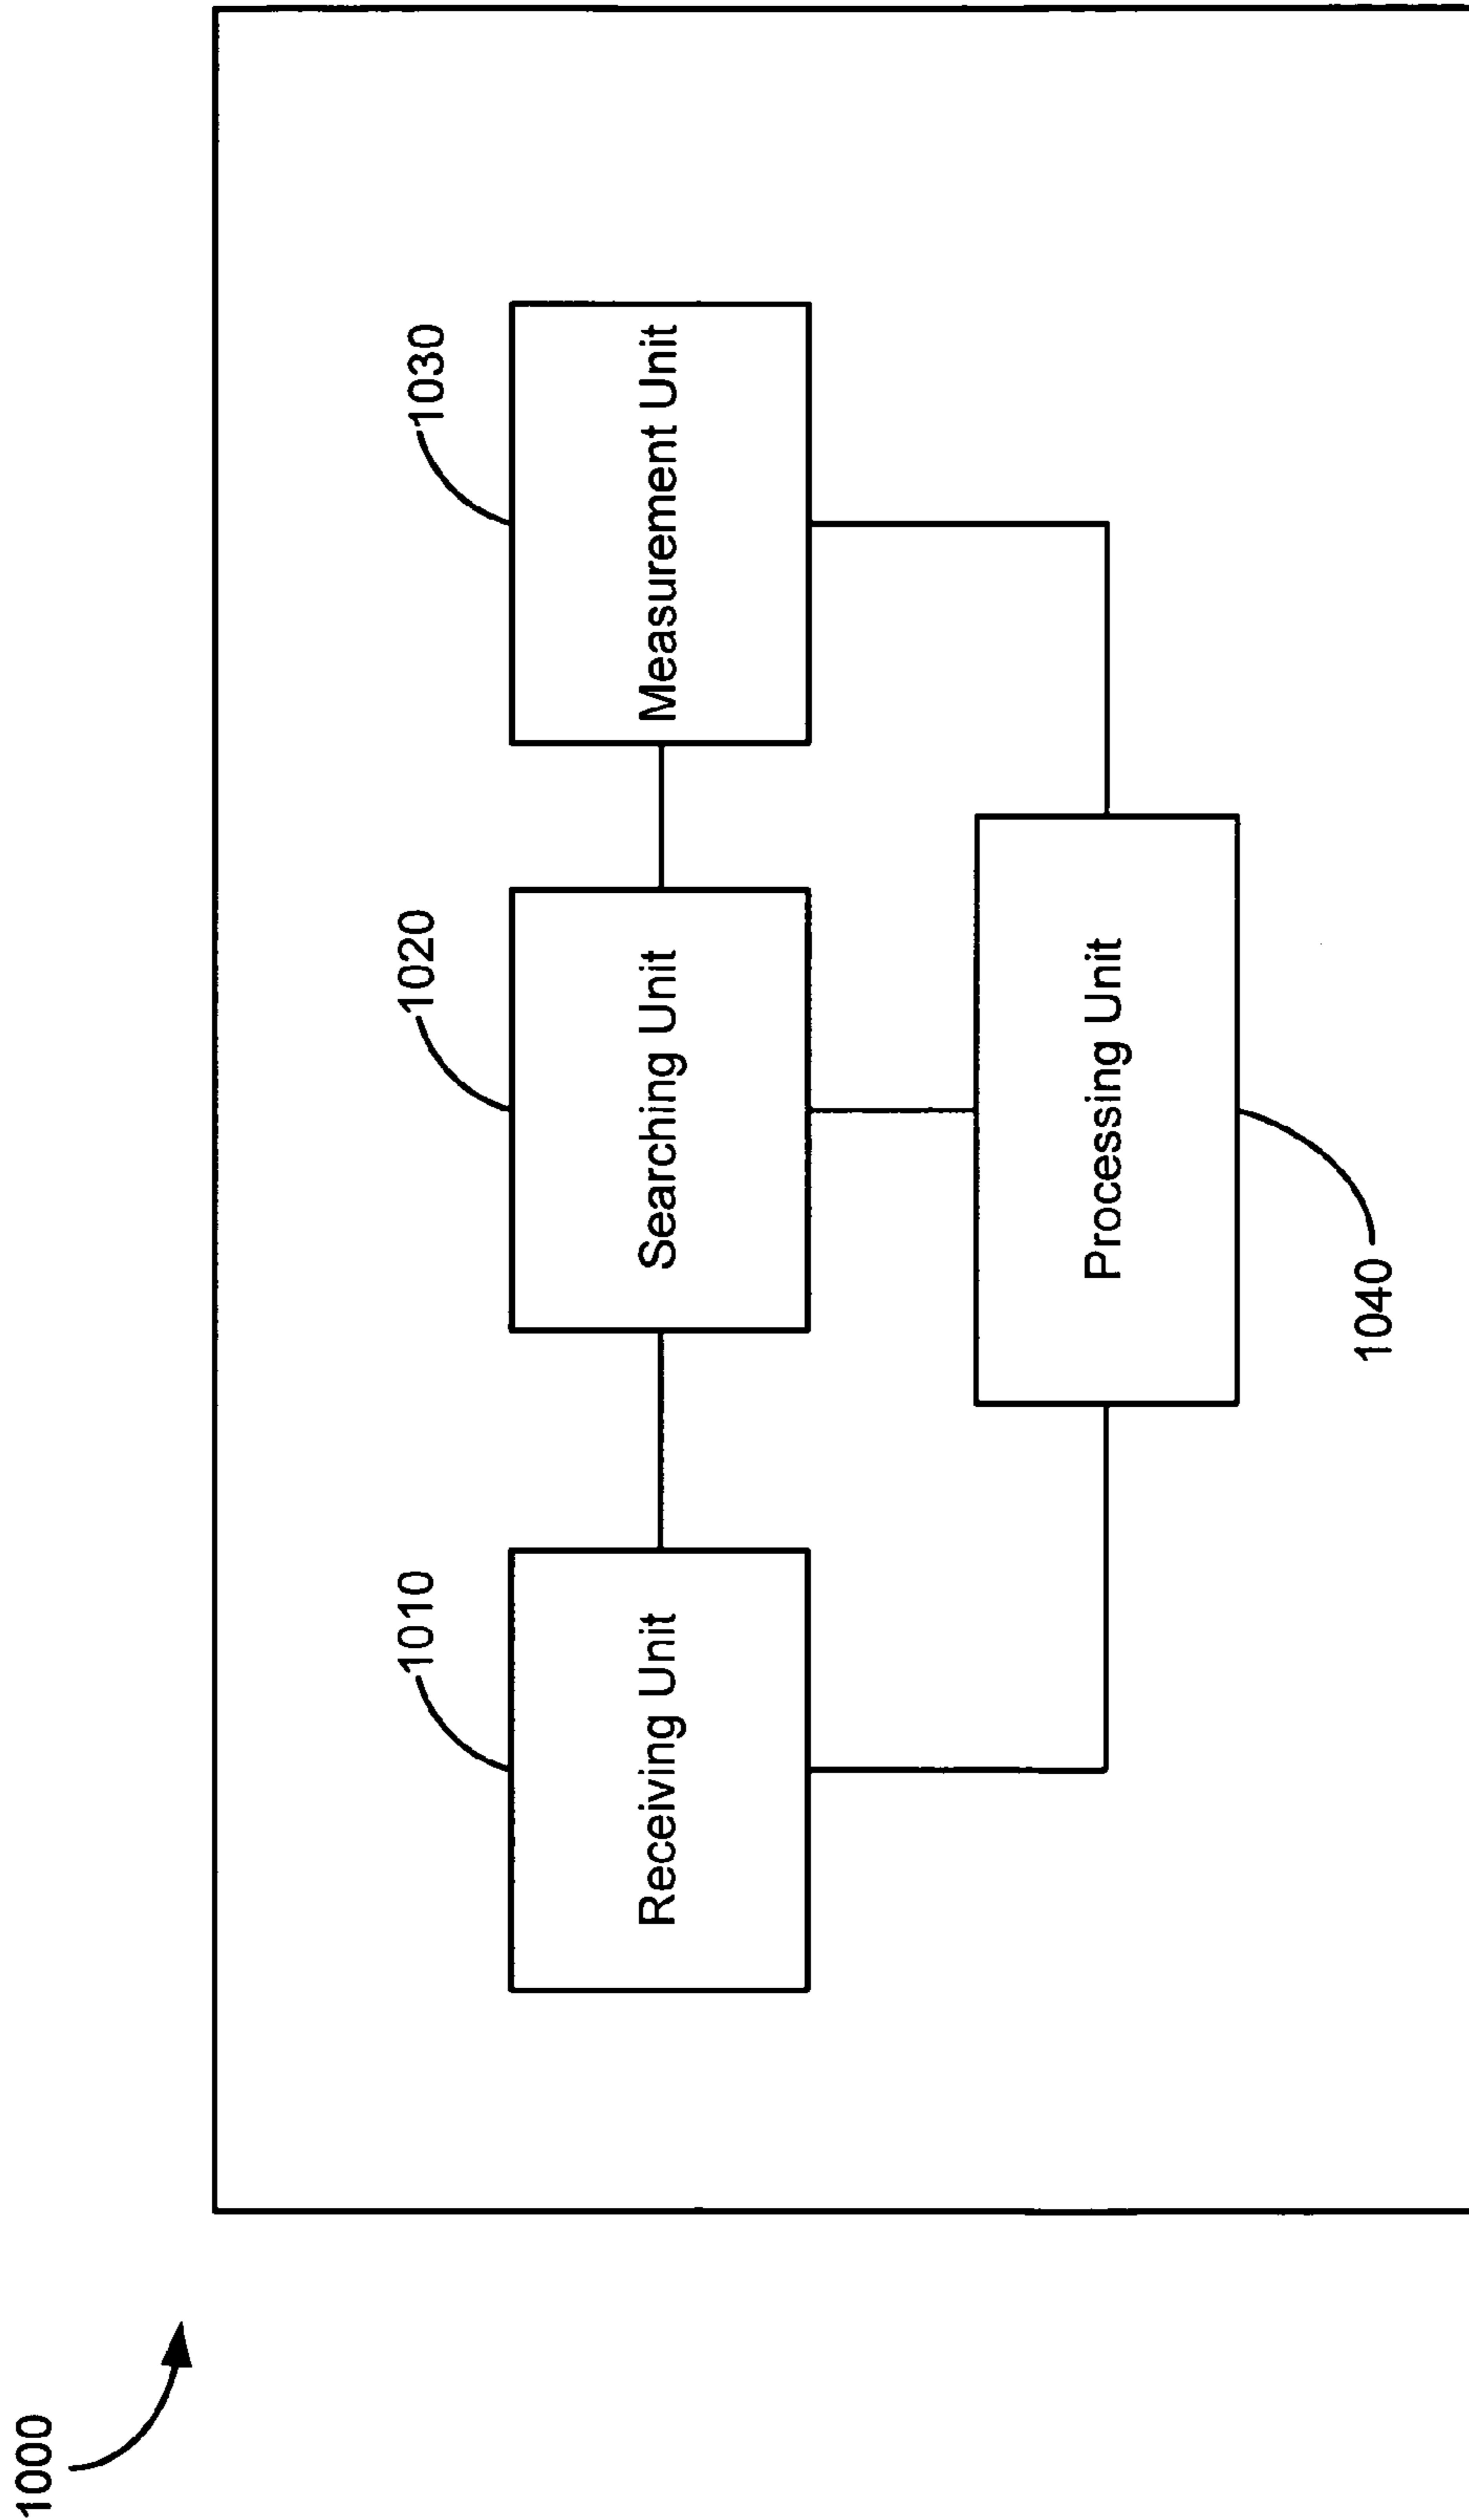 1000
1010
1020
1030
Receiving Unit
Searching Unit
Measurement Unit
Processing Unit
1040